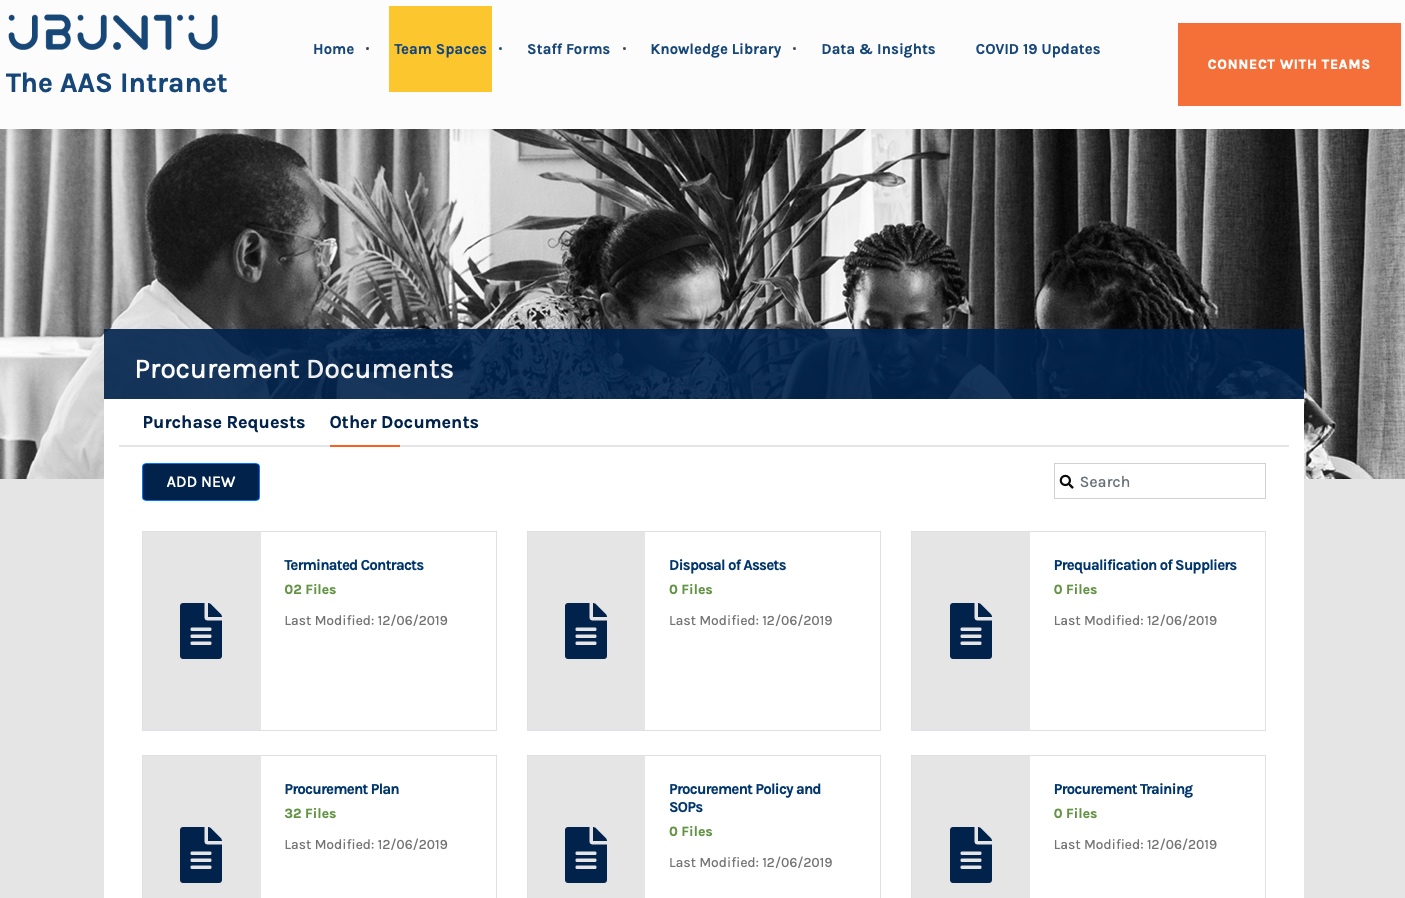 UBUNTU
The AAS Intranet
Home • Team Spaces • Staff Forms • Knowledge Library • Data & Insights COVID 19 Updates
CONNECT WITH TEAMS
Procurement Documents
Purchase Requests Other Documents
ADD NEW
Search
Terminated Contracts
02 Files
Last Modified: 12/06/2019
Disposal of Assets
0 Files
Last Modified: 12/06/2019
Prequalification of Suppliers
0 Files
Last Modified: 12/06/2019
Procurement Plan
32 Files
Last Modified: 12/06/2019
Procurement Policy and
SOPs
0 Files
Last Modified: 12/06/2019
Procurement Training
0 Files
Last Modified: 12/06/2019